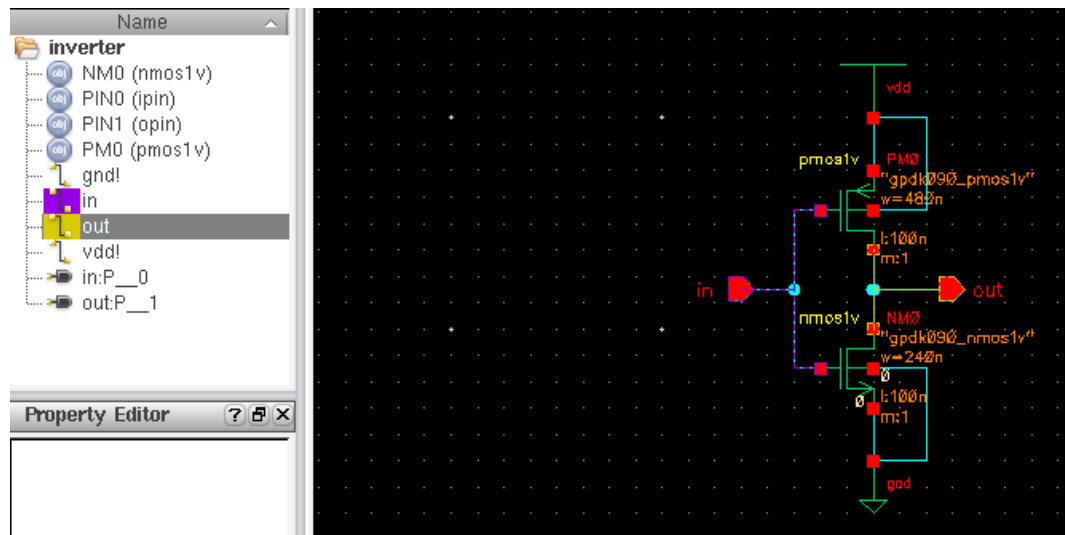 Name
inverter
NM0 (nmos1v)
PIN0 (ipin)
PIN1 (opin)
PM0 (pmos1v)
gnd!
in
out
vdd!
in:P__0
out:P__1
Property Editor
vdd
pmos1v PM0
"gpdk090_pmos1v"
w=480n
l:100n
m:1
in
out
nmos1v NM0
"gpdk090_nmos1v"
w=240n
0
0 l:100n
m:1
gnd